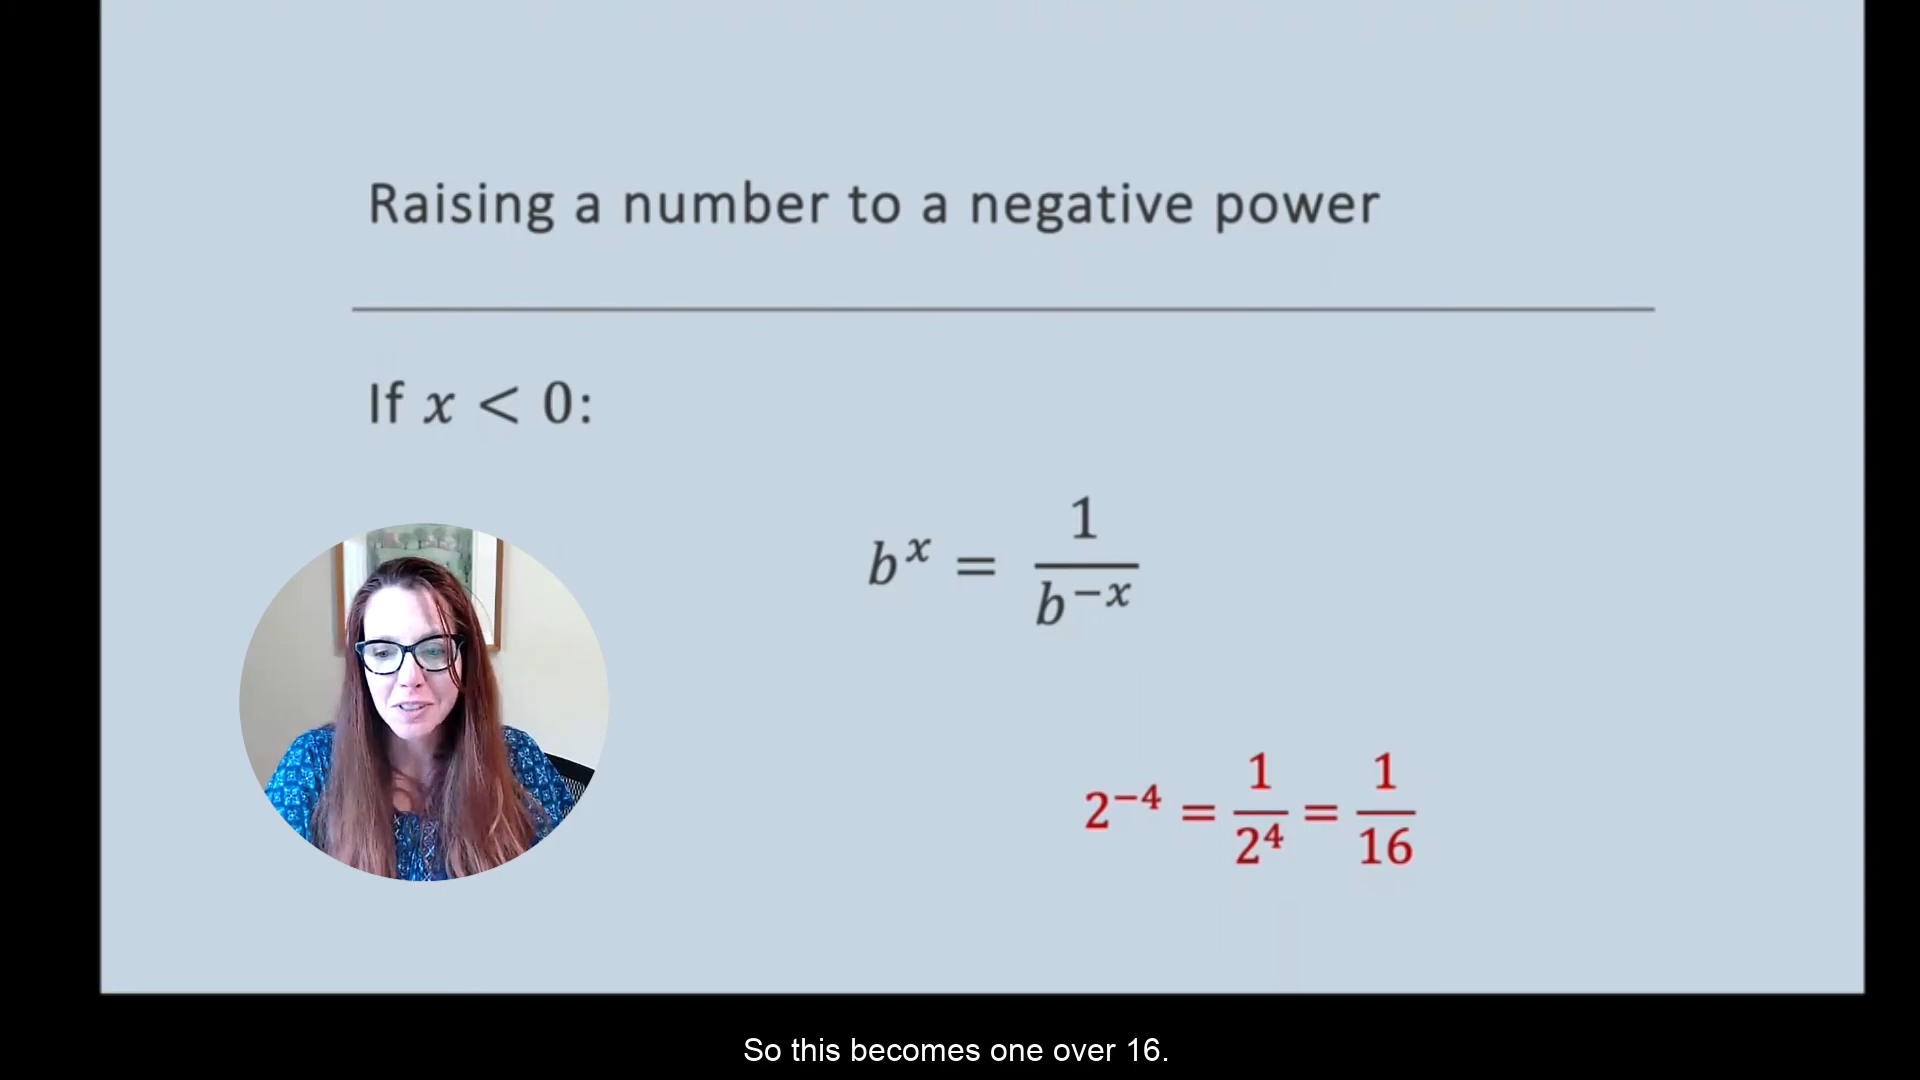 Raising a number to a negative power
If x < 0:
b^x = 1/b^{-x}
2^{-4} = 1/2^4 = 1/16
So this becomes one over 16.